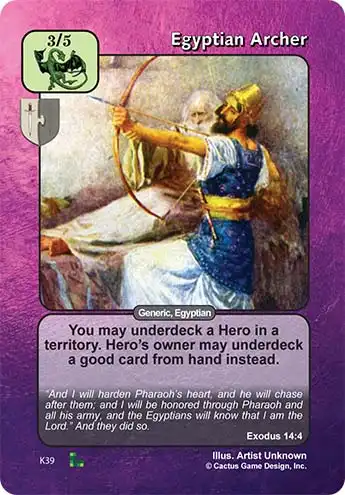 3/5
Egyptian Archer
Generic, Egyptian
You may underdeck a Hero in a
territory. Hero's owner may underdeck
a good card from hand instead.
"And I will harden Pharaoh's heart, and he will chase
after them; and I will be honored through Pharaoh and
all his army, and the Egyptians will know that I am the
Lord." And they did so.
Exodus 14:4
K39
Illus. Artist Unknown
© Cactus Game Design, Inc.